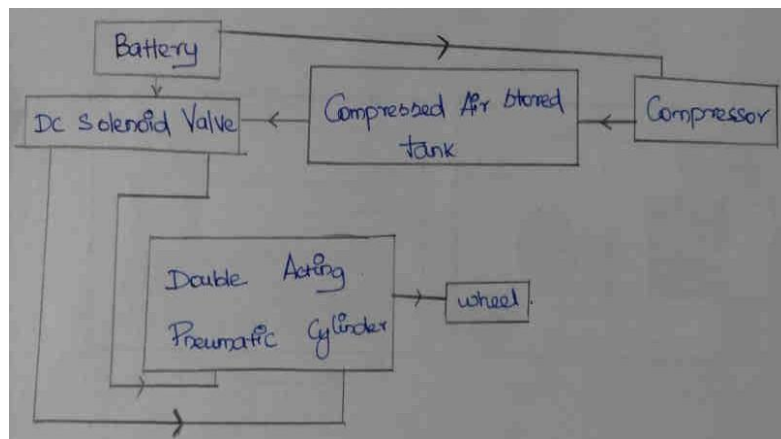 Battery
DC Solenoid Valve
Compressed Air Stored
tank
Compressor
Double Acting
Pneumatic Cylinder
wheel.